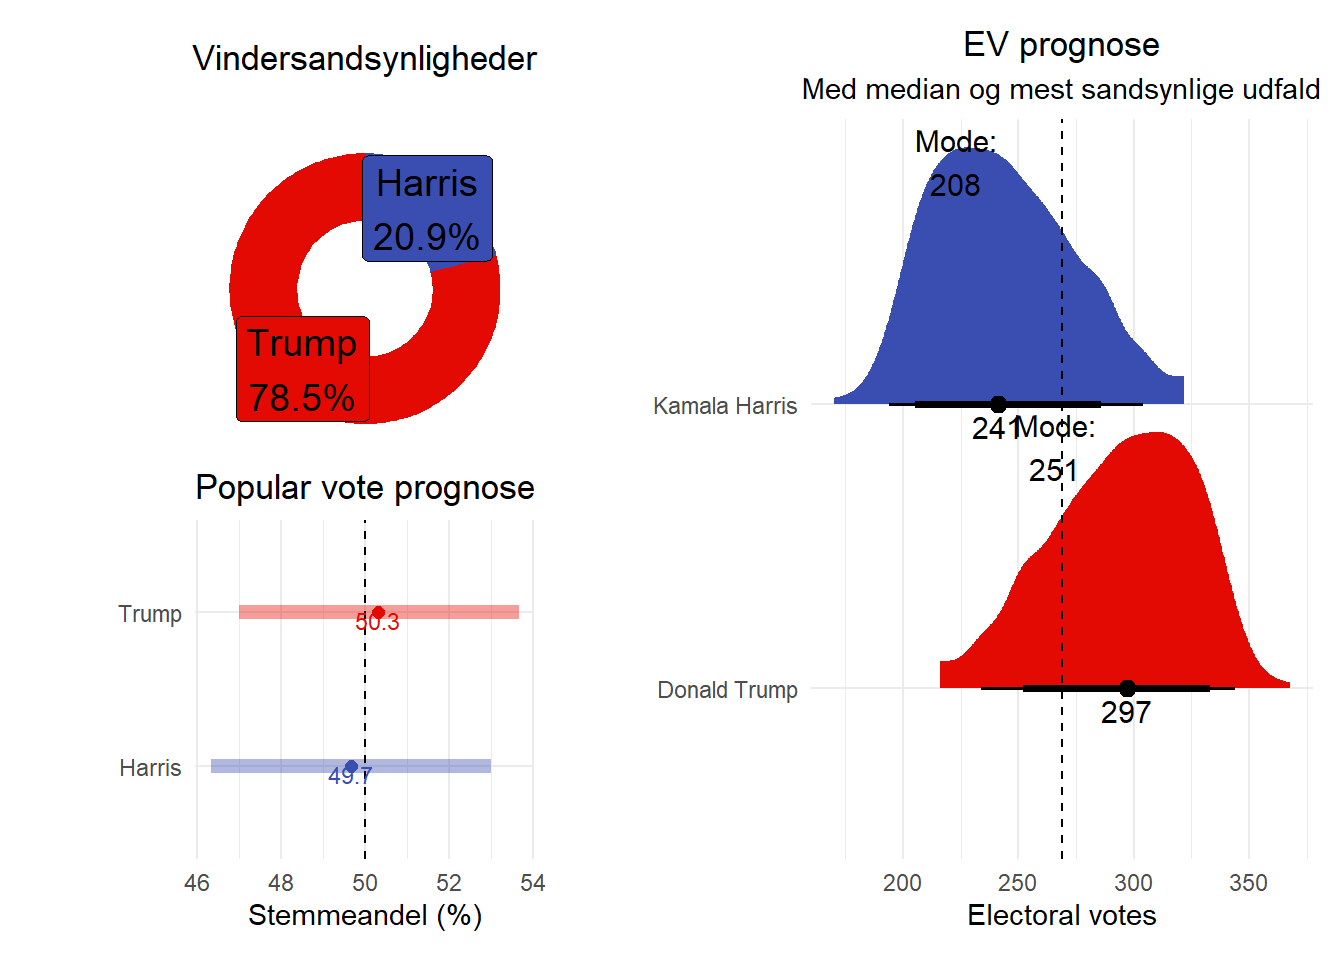 Vindersandsynligheder
Harris
20.9%
Trump
78.5%
Popular vote prognose
Trump
50.3
Harris
49.7
46 48 50 52 54
Stemmeandel (%)
EV prognose
Med median og mest sandsynlige udfald
Mode:
208
Kamala Harris
241
Mode:
251
Donald Trump
297
200 250 300 350
Electoral votes